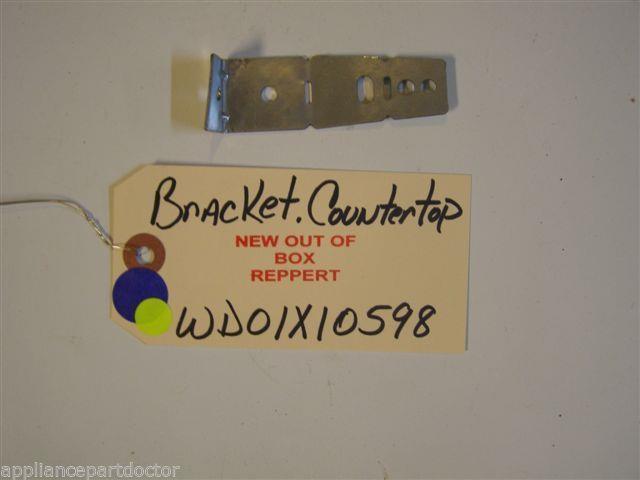 Bracket. Countertop
NEW OUT OF
BOX
REPPERT
WD01X10598
appliancepartdoctor